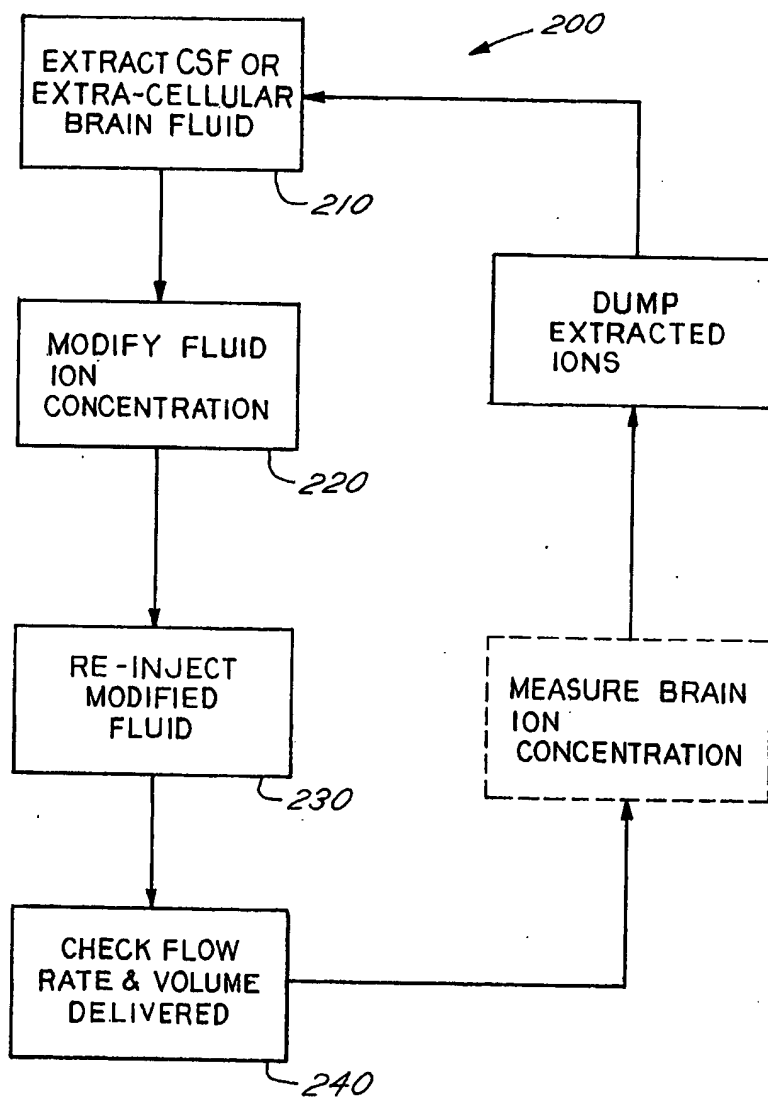 200
EXTRACT CSF OR
EXTRA-CELLULAR
BRAIN FLUID
210
MODIFY FLUID
ION
CONCENTRATION
220
RE-INJECT
MODIFIED
FLUID
230
CHECK FLOW
RATE & VOLUME
DELIVERED
240
MEASURE BRAIN
ION
CONCENTRATION
DUMP
EXTRACTED
IONS